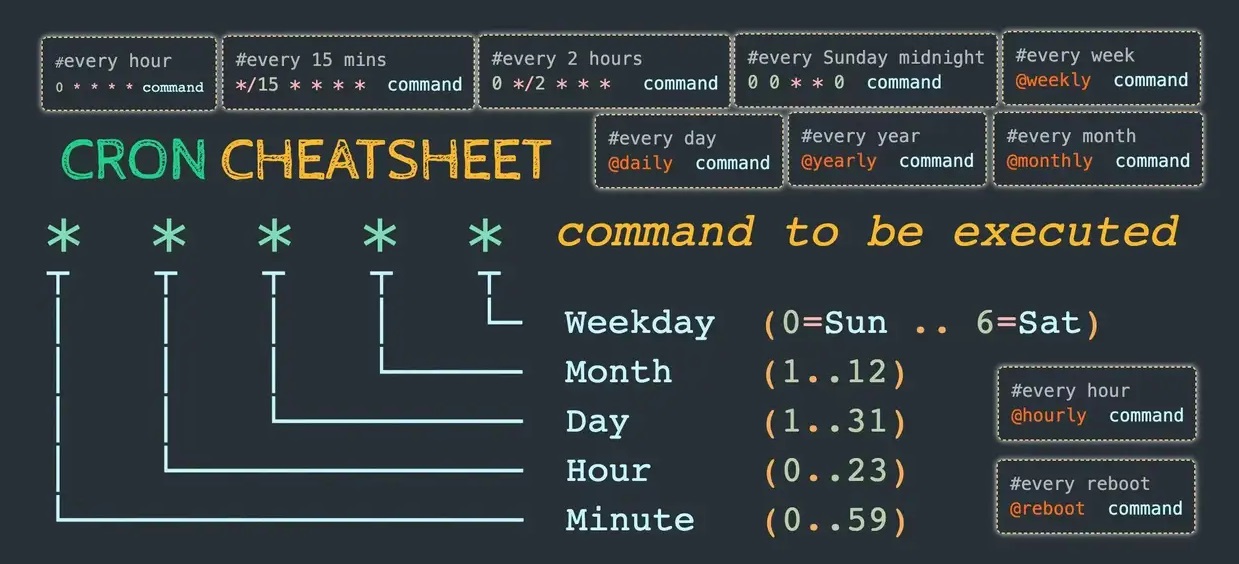 #every hour
0 * * * * command
#every 15 mins
*/15 * * * * command
#every 2 hours
0 */2 * * * command
#every Sunday midnight
0 0 * * 0 command
#every week
@weekly command
CRON CHEATSHEET
#every day
@daily command
#every year
@yearly command
#every month
@monthly command
* * * * * command to be executed
Weekday (0=Sun .. 6=Sat)
Month (1..12)
Day (1..31)
Hour (0..23)
Minute (0..59)
#every hour
@hourly command
#every reboot
@reboot command